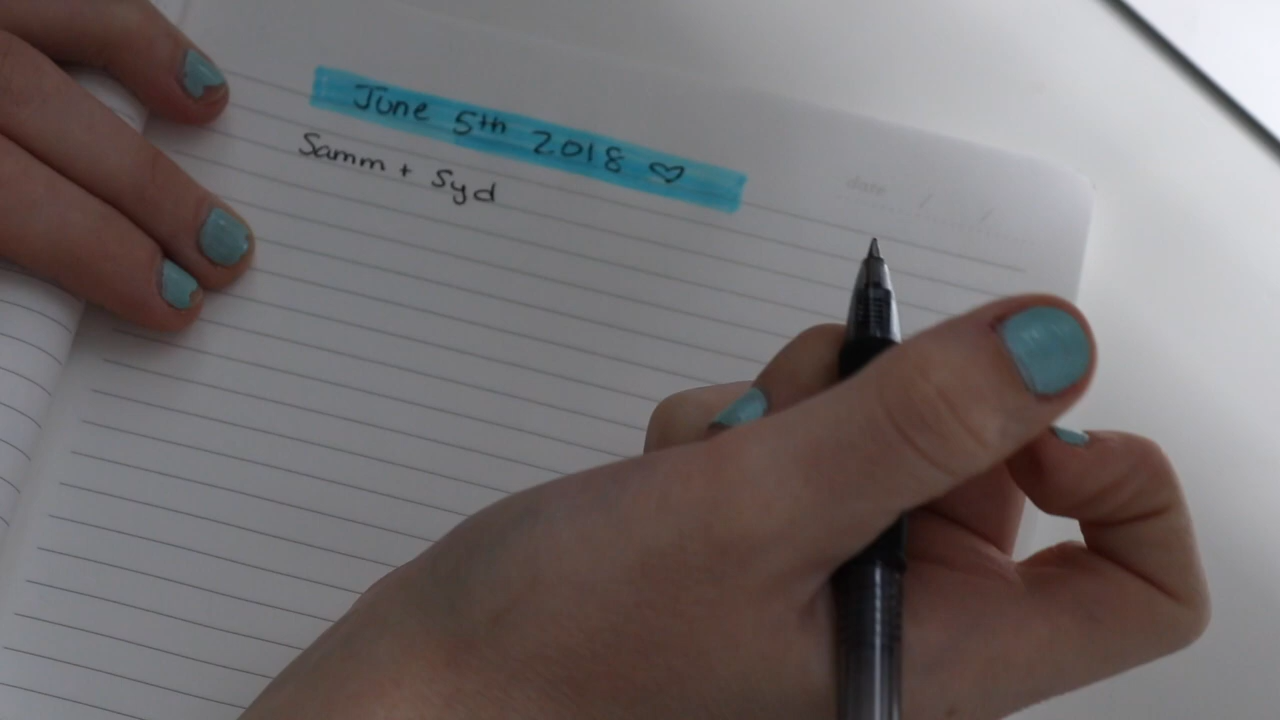 June 5th 2018 ♡
Samm + Syd
date / /